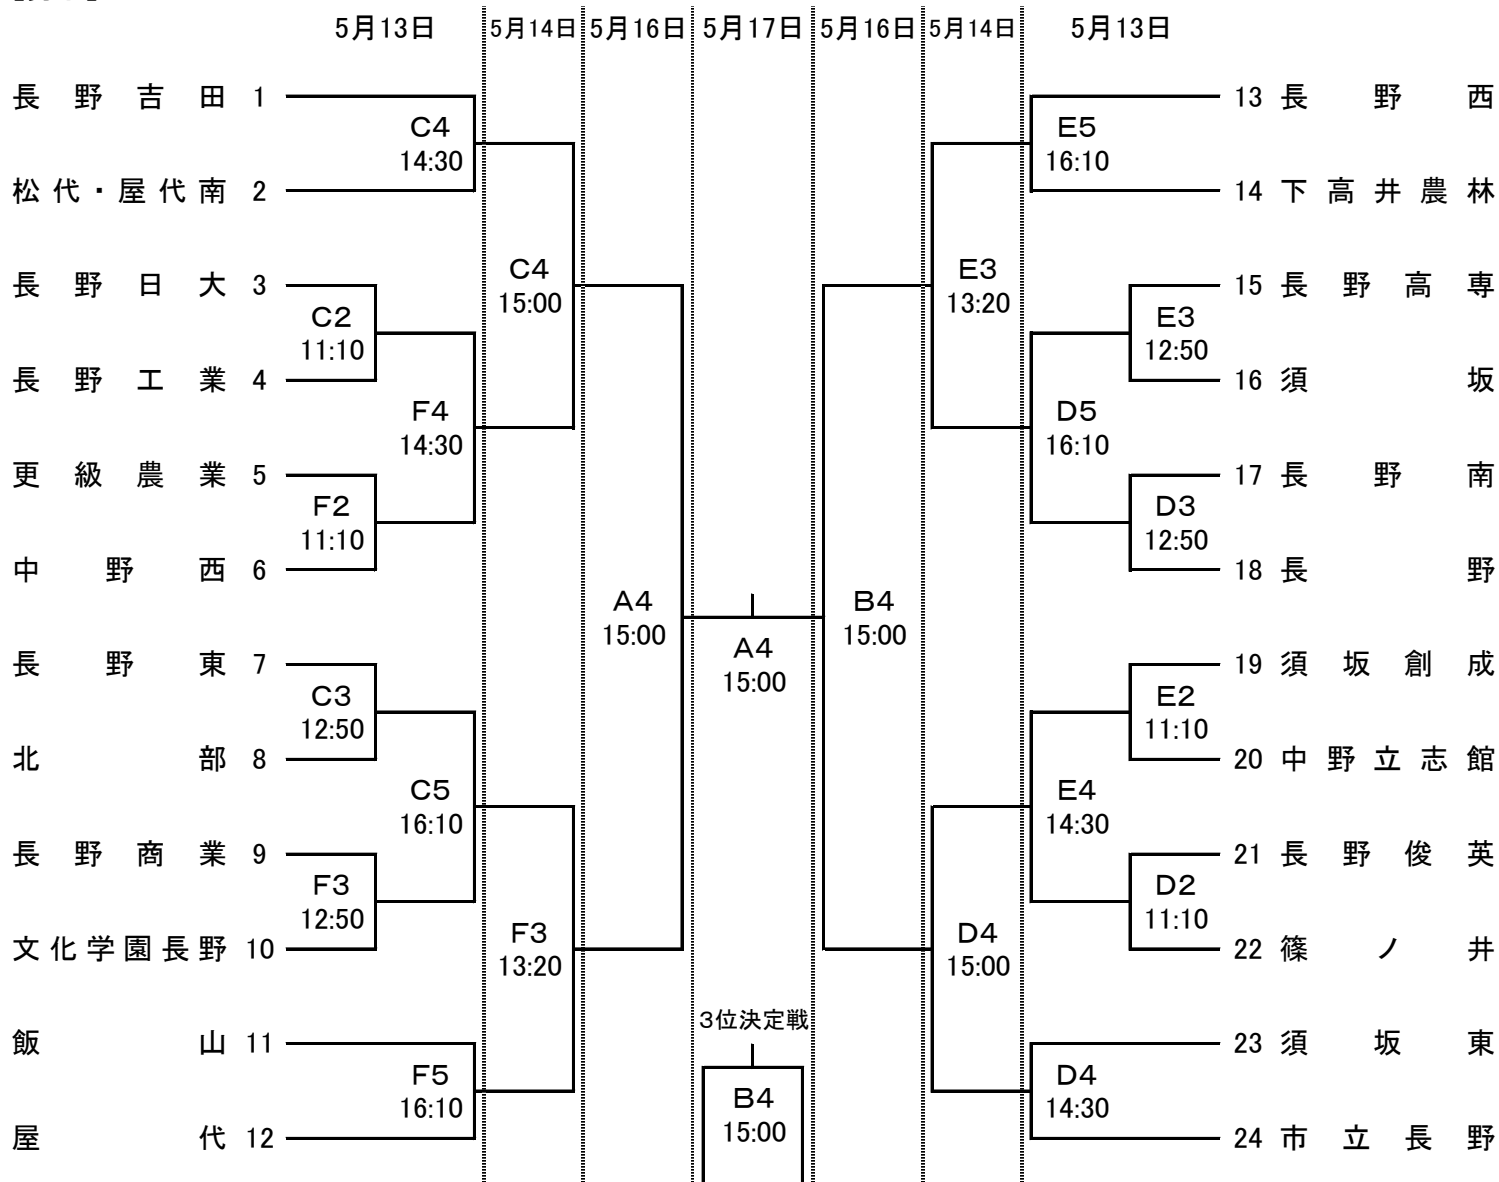 5月13日 5月14日 5月16日 5月17日 5月16日 5月14日 5月13日
長野吉田 1
C4
14:30
松代・屋代南 2
長野日大 3
C2
11:10
長野工業 4
F4
14:30
更級農業 5
F2
11:10
中野西 6
C4
15:00
長野東 7
C3
12:50
北部 8
C5
16:10
長野商業 9
F3
12:50
文化学園長野 10
F3
13:20
飯山 11
F5
16:10
屋代 12
A4
15:00
A4
15:00
B4
15:00
3位決定戦
B4
15:00
13 長野西
E5
16:10
14 下高井農林
E3
13:20
15 長野高専
E3
12:50
16 須坂
D5
16:10
17 長野南
D3
12:50
18 長野
19 須坂創成
E2
11:10
20 中野立志館
E4
14:30
21 長野俊英
D2
11:10
22 篠ノ井
D4
15:00
23 須坂東
D4
14:30
24 市立長野